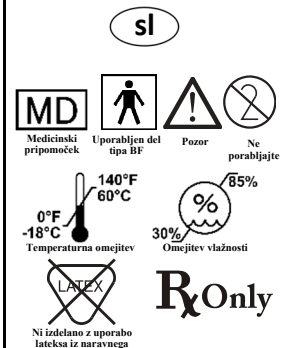 sl
MD
Medicinski
pripomoček
Uporabljen del
tipa BF
Pozor
2
Ne
porabljajte
140°F
60°C
0°F
-18°C
Temperaturna omejitev
85%
%
30%
Omejitev vlažnosti
LATEX
Ni izdelano z uporabo
lateksa iz naravnega
Rx Only